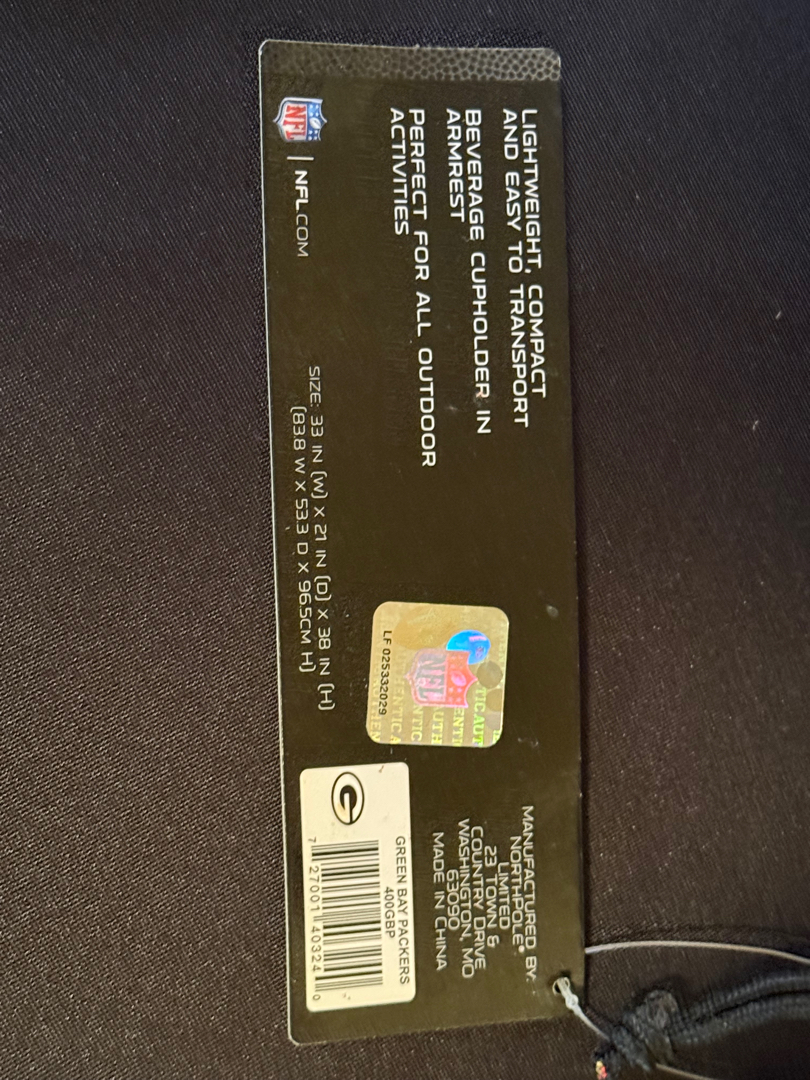 LIGHTWEIGHT, COMPACT
AND EASY TO TRANSPORT
BEVERAGE CUPHOLDER IN
ARMREST
PERFECT FOR ALL OUTDOOR
ACTIVITIES
NFL
NFL.COM
SIZE: 33 IN (W) X 21 IN (D) X 38 IN (H)
(83.8 W X 53.3 D X 96.5CM H)
NFL
LF 025332029
MANUFACTURED BY:
NORTHPOLE®
LIMITED
23 TOWN &
COUNTRY DRIVE
WASHINGTON, MO
63090
MADE IN CHINA
G
GREEN BAY PACKERS
400GBP
7 27001 40324 0